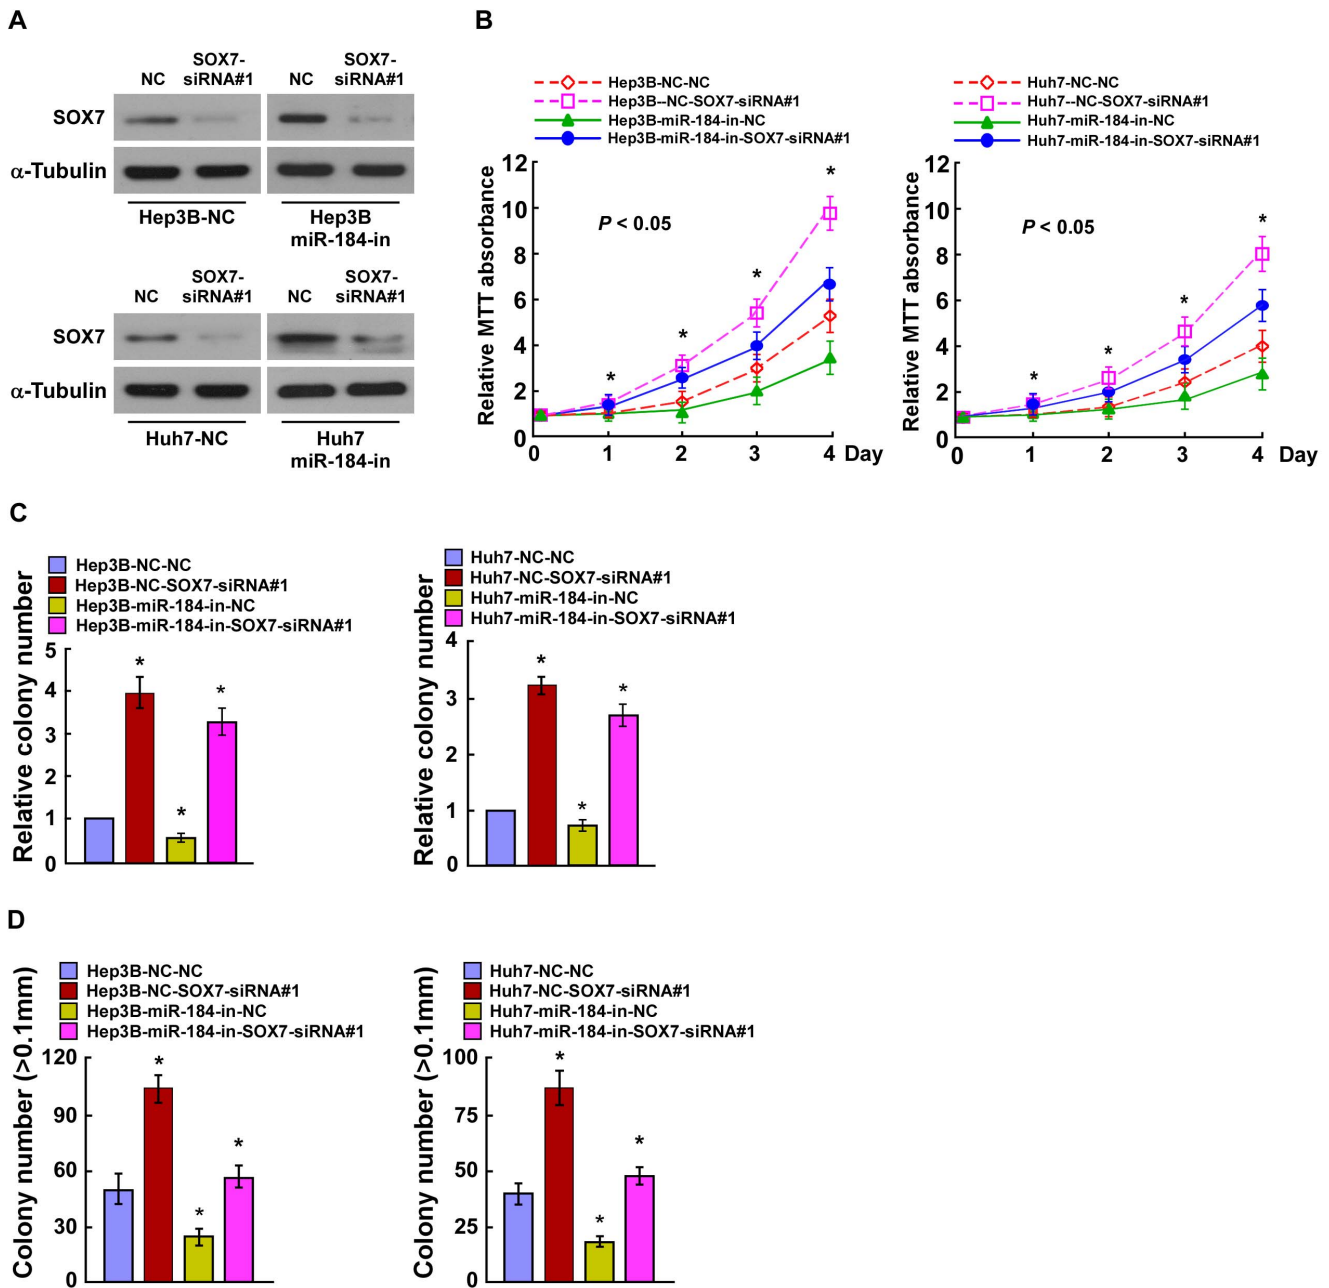 A
NC
SOX7-
siRNA#1
NC
SOX7-
siRNA#1
SOX7
α-Tubulin
Hep3B-NC
Hep3B
miR-184-in
NC
SOX7-
siRNA#1
NC
SOX7-
siRNA#1
SOX7
α-Tubulin
Huh7-NC
Huh7
miR-184-in
B
Hep3B-NC-NC
Hep3B--NC-SOX7-siRNA#1
Hep3B-miR-184-in-NC
Hep3B-miR-184-in-SOX7-siRNA#1
Relative MTT absorbance
12
10
8
6
4
2
0
P < 0.05
*
*
*
*
0 1 2 3 4 Day
Huh7-NC-NC
Huh7--NC-SOX7-siRNA#1
Huh7-miR-184-in-NC
Huh7-miR-184-in-SOX7-siRNA#1
Relative MTT absorbance
12
10
8
6
4
2
0
P < 0.05
*
*
*
*
0 1 2 3 4 Day
C
Hep3B-NC-NC
Hep3B-NC-SOX7-siRNA#1
Hep3B-miR-184-in-NC
Hep3B-miR-184-in-SOX7-siRNA#1
Relative colony number
5
4
3
2
1
0
*
*
*
Huh7-NC-NC
Huh7-NC-SOX7-siRNA#1
Huh7-miR-184-in-NC
Huh7-miR-184-in-SOX7-siRNA#1
Relative colony number
4
3
2
1
0
*
*
*
D
Hep3B-NC-NC
Hep3B-NC-SOX7-siRNA#1
Hep3B-miR-184-in-NC
Hep3B-miR-184-in-SOX7-siRNA#1
Colony number (>0.1mm)
120
90
60
30
0
*
*
*
Huh7-NC-NC
Huh7-NC-SOX7-siRNA#1
Huh7-miR-184-in-NC
Huh7-miR-184-in-SOX7-siRNA#1
Colony number (>0.1mm)
100
75
50
25
0
*
*
*